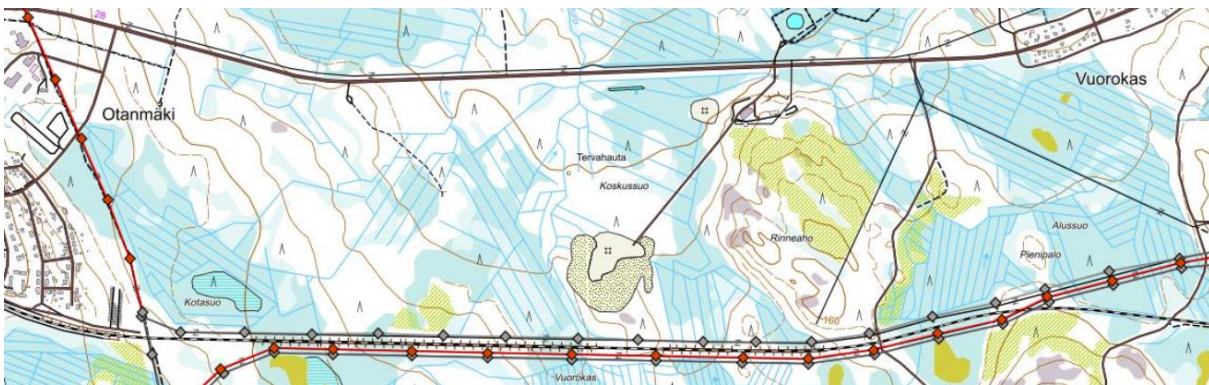 28
Otanmäki
Vuorokas
Tervahauta
Koskussuo
Rinneaho
Alussuo
Pienipalo
Kotasuo
160
Vuorokas